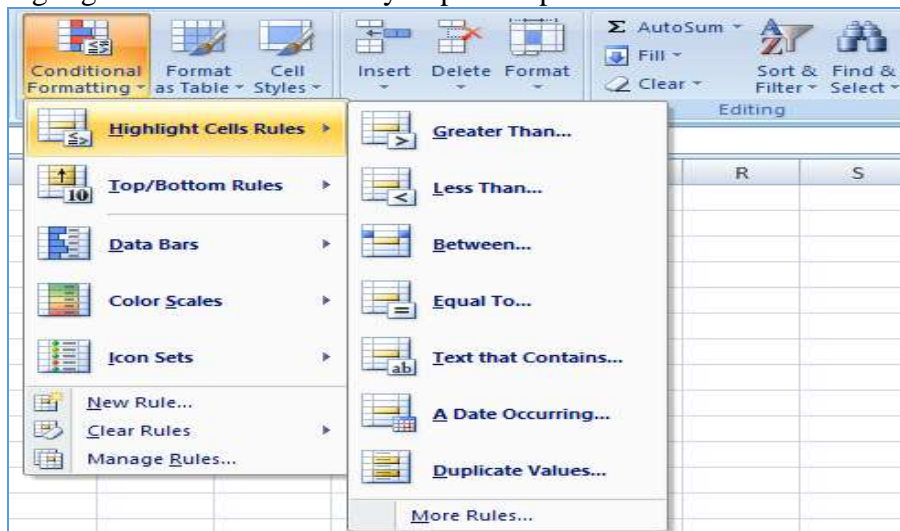 Σ AutoSum
Fill
Clear
Conditional Formatting
Format as Table
Cell Styles
Insert
Delete
Format
Sort & Filter
Find & Select
Editing
Highlight Cells Rules
Top/Bottom Rules
Data Bars
Color Scales
Icon Sets
New Rule...
Clear Rules
Manage Rules...
Greater Than...
Less Than...
Between...
Equal To...
Text that Contains...
A Date Occurring...
Duplicate Values...
More Rules...
R
S